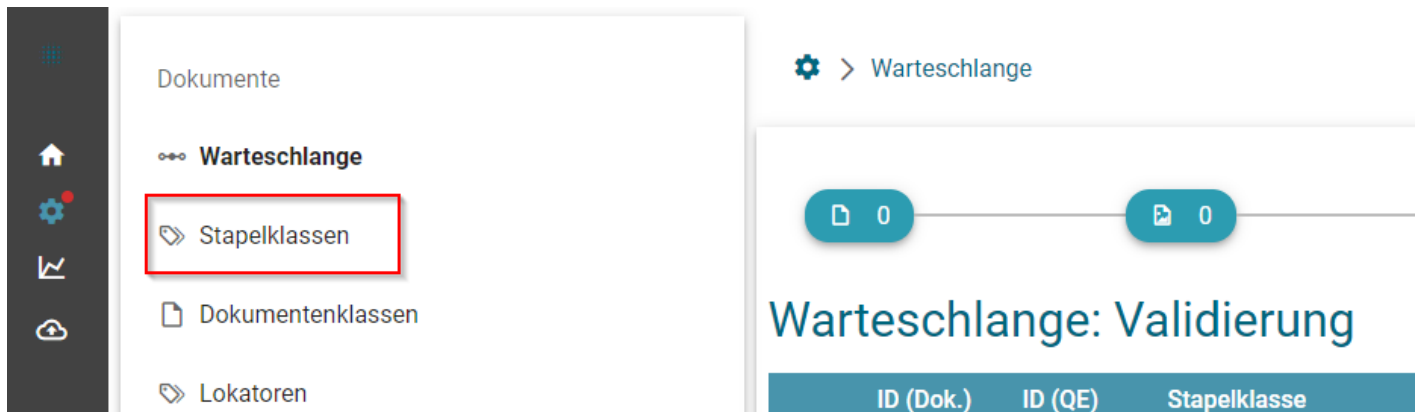 Dokumente
Warteschlange
Stapelklassen
Dokumentenklassen
Lokatoren
> Warteschlange
0
0
Warteschlange: Validierung
ID (Dok.) ID (QE) Stapelklasse